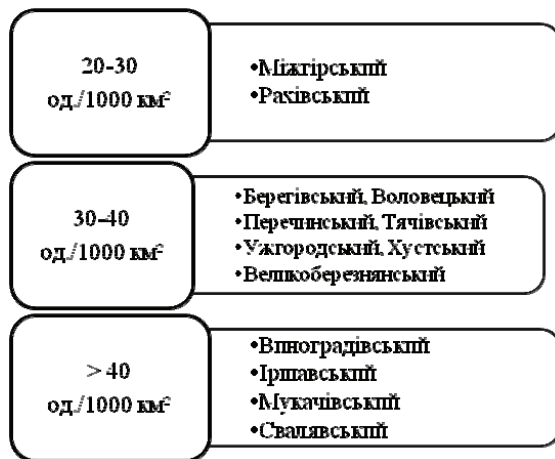 20-30
од./1000 км²
•Міжгірський
•Рахівський
30-40
од./1000 км²
•Берегівський, Воловецький
•Перечинський, Тячівський
•Ужгородський, Хустський
•Великоберезнянський
> 40
од./1000 км²
•Виноградівський
•Іршавський
•Мукачівський
•Свалявський